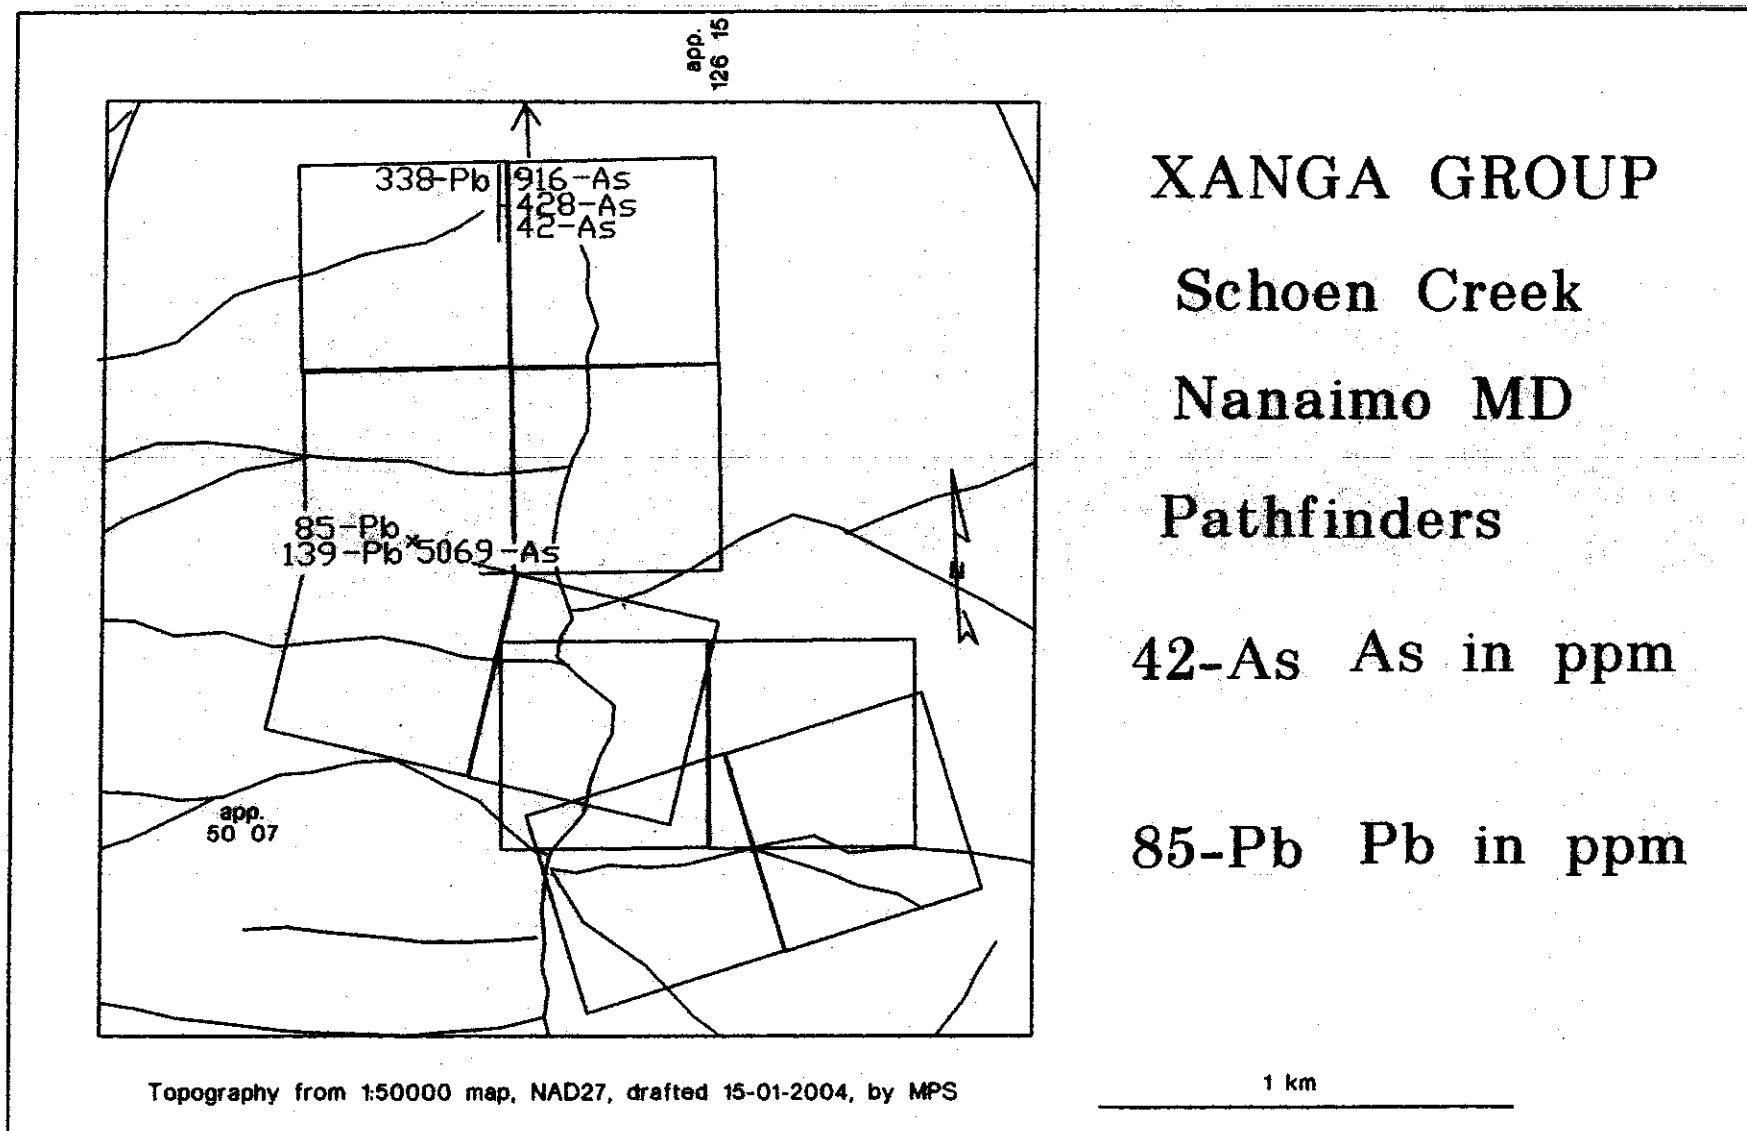 app.
126 15
338-Pb 916-As
428-As
42-As
85-Pb
139-Pb × 5069-As
N
app.
50 07
XANGA GROUP
Schoen Creek
Nanaimo MD
Pathfinders
42-As As in ppm
85-Pb Pb in ppm
Topography from 1:50000 map, NAD27, drafted 15-01-2004, by MPS
1 km